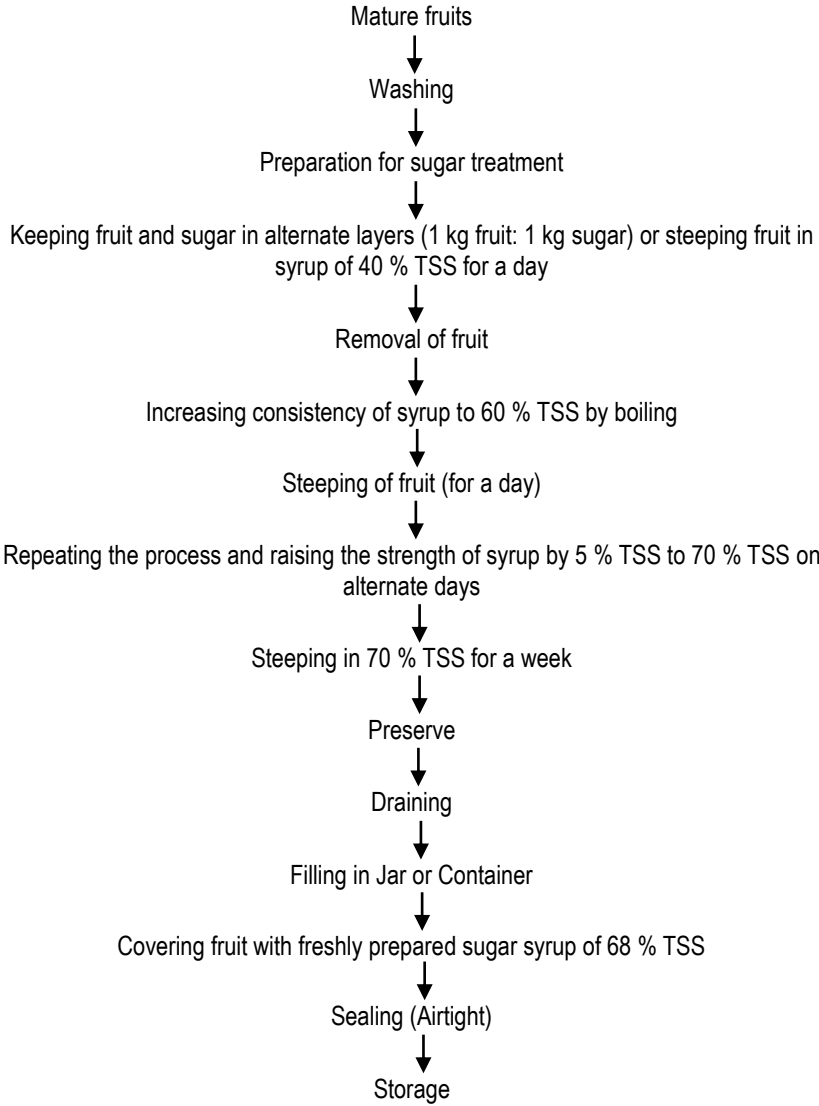 Mature fruits
Washing
Preparation for sugar treatment
Keeping fruit and sugar in alternate layers (1 kg fruit: 1 kg sugar) or steeping fruit in
syrup of 40 % TSS for a day
Removal of fruit
Increasing consistency of syrup to 60 % TSS by boiling
Steeping of fruit (for a day)
Repeating the process and raising the strength of syrup by 5 % TSS to 70 % TSS on
alternate days
Steeping in 70 % TSS for a week
Preserve
Draining
Filling in Jar or Container
Covering fruit with freshly prepared sugar syrup of 68 % TSS
Sealing (Airtight)
Storage